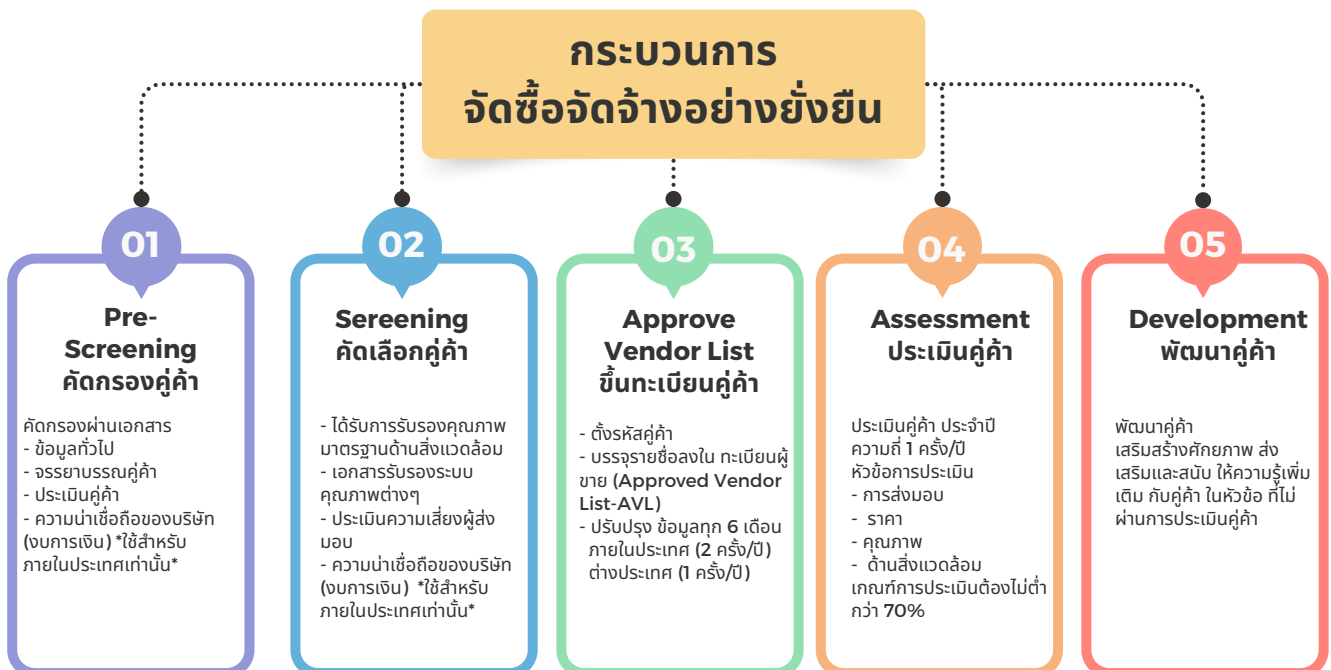 กระบวนการ
จัดซื้อจัดจ้างอย่างยั่งยืน
01
Pre-
Screening
คัดกรองคู่ค้า
คัดกรองผ่านเอกสาร
- ข้อมูลทั่วไป
- จรรยาบรรณคู่ค้า
- ประเมินคู่ค้า
- ความน่าเชื่อถือของบริษัท
(งบการเงิน) *ใช้สำหรับ
ภายในประเทศเท่านั้น*
02
Sereening
คัดเลือกคู่ค้า
- ได้รับการรับรองคุณภาพ
มาตรฐานด้านสิ่งแวดล้อม
- เอกสารรับรองระบบ
คุณภาพต่างๆ
- ประเมินความเสี่ยงผู้ส่ง
มอบ
- ความน่าเชื่อถือของบริษัท
(งบการเงิน) *ใช้สำหรับ
ภายในประเทศเท่านั้น*
03
Approve
Vendor List
ขึ้นทะเบียนคู่ค้า
- ตั้งรหัสคู่ค้า
- บรรจุรายชื่อลงใน ทะเบียนผู้
ขาย (Approved Vendor
List-AVL)
- ปรับปรุง ข้อมูลทุก 6 เดือน
ภายในประเทศ (2 ครั้ง/ปี)
ต่างประเทศ (1 ครั้ง/ปี)
04
Assessment
ประเมินคู่ค้า
ประเมินคู่ค้า ประจำปี
ความถี่ 1 ครั้ง/ปี
หัวข้อการประเมิน
- การส่งมอบ
- ราคา
- คุณภาพ
- ด้านสิ่งแวดล้อม
เกณฑ์การประเมินต้องไม่ต่ำ
กว่า 70%
05
Development
พัฒนาคู่ค้า
พัฒนาคู่ค้า
เสริมสร้างศักยภาพ ส่ง
เสริมและสนับ ให้ความรู้เพิ่ม
เติม กับคู่ค้า ในหัวข้อ ที่ไม่
ผ่านการประเมินคู่ค้า